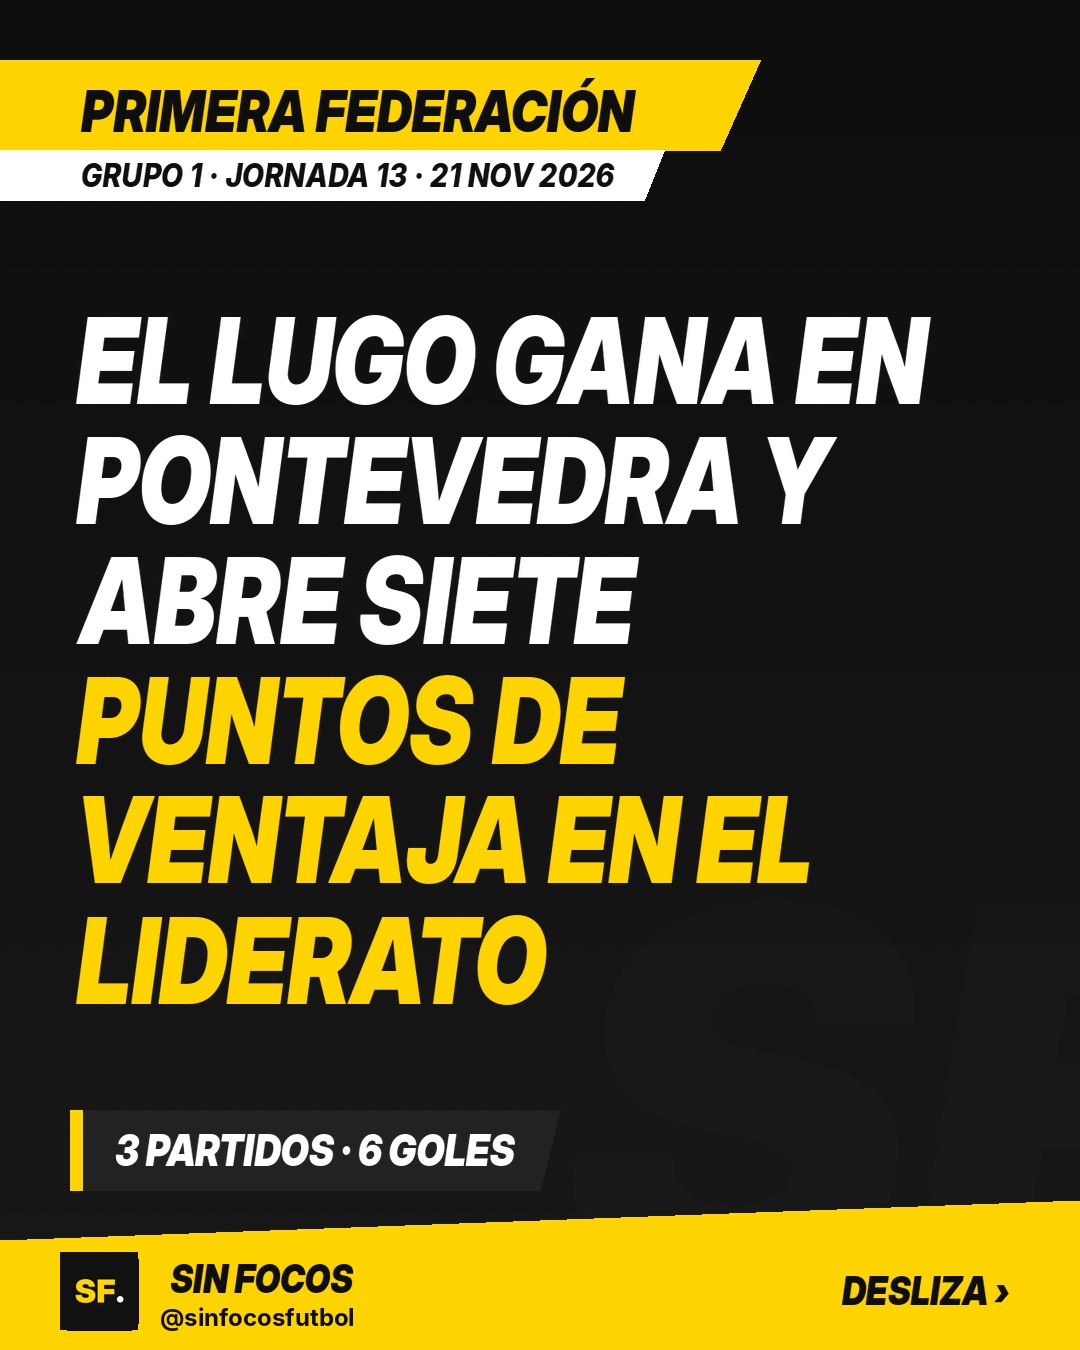 PRIMERA FEDERACIÓN
GRUPO 1 · JORNADA 13 · 21 NOV 2026
EL LUGO GANA EN
PONTEVEDRA Y
ABRE SIETE
PUNTOS DE
VENTAJA EN EL
LIDERATO
3 PARTIDOS · 6 GOLES
SF
SF.
SIN FOCOS
@sinfocosfutbol
DESLIZA ›